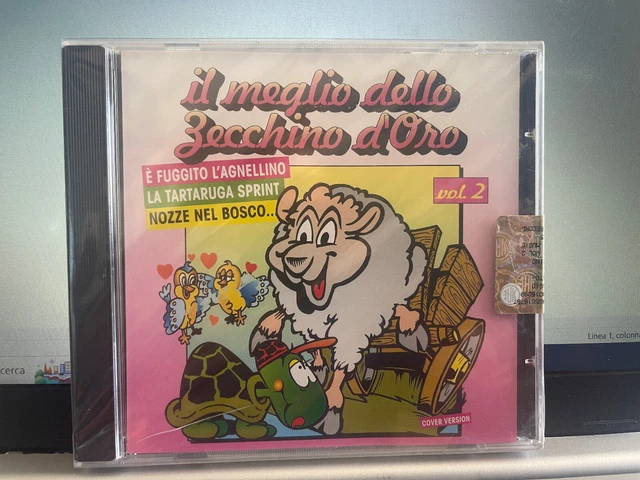 il meglio dello
Zecchino d'Oro
È FUGGITO L'AGNELLINO
LA TARTARUGA SPRINT
NOZZE NEL BOSCO...
vol. 2
COVER VERSION
cerca
Linea 1, colonna